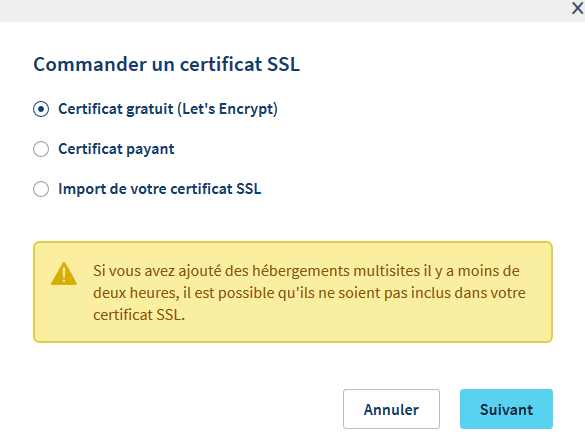 Commander un certificat SSL
Certificat gratuit (Let's Encrypt)
Certificat payant
Import de votre certificat SSL
Si vous avez ajouté des hébergements multisites il y a moins de
deux heures, il est possible qu'ils ne soient pas inclus dans votre
certificat SSL.
Annuler
Suivant